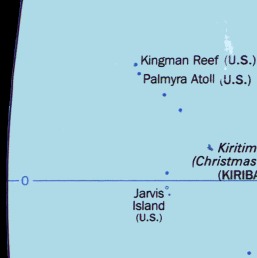 Kingman Reef (U.S.)
Palmyra Atoll (U.S.)
Kiritim
(Christmas
(KIRIBA
0
Jarvis
Island
(U.S.)